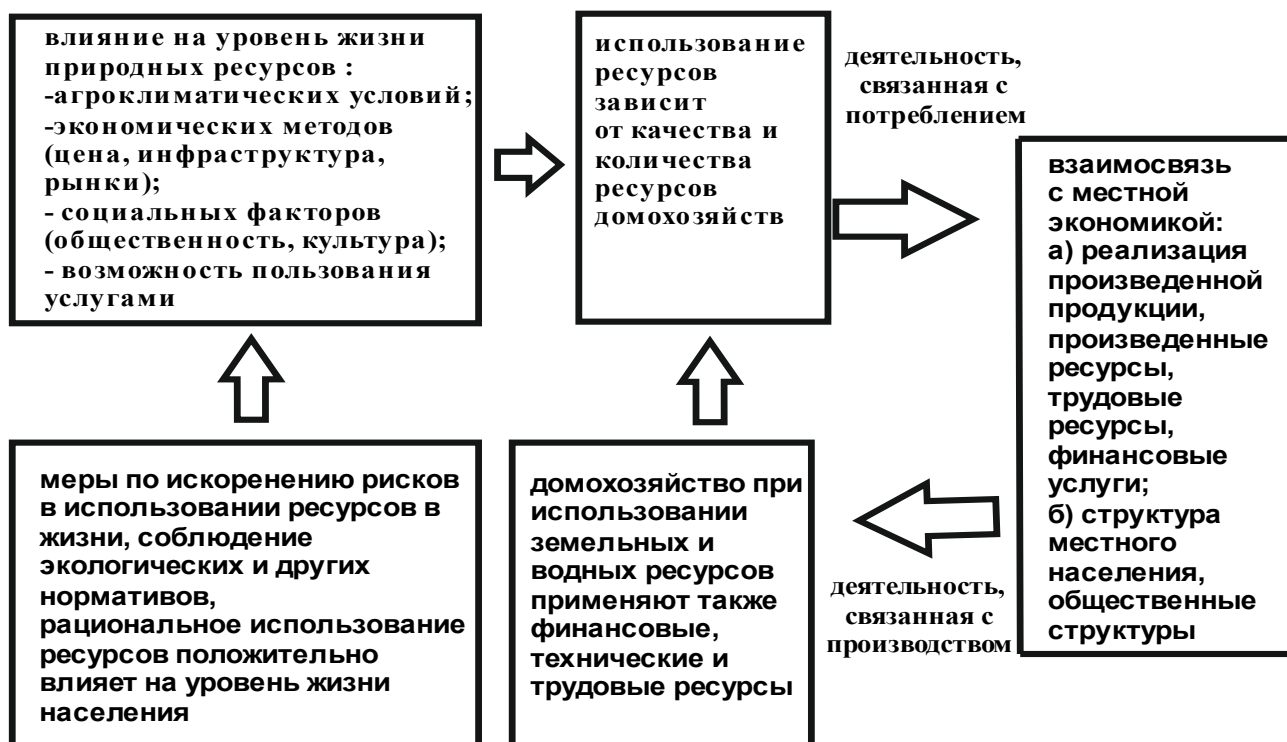 влияние на уровень жизни
природных ресурсов :
-агроклиматических условий;
-экономических методов
(цена, инфраструктура,
рынки);
- социальных факторов
(общественность, культура);
- возможность пользования
услугами
использование
ресурсов
зависит
от качества и
количества
ресурсов
домохозяйств
деятельность,
связанная с
потреблением
взаимосвязь
с местной
экономикой:
а) реализация
произведенной
продукции,
произведенные
ресурсы,
трудовые
ресурсы,
финансовые
услуги;
б) структура
местного
населения,
общественные
структуры
меры по искоренению рисков
в использовании ресурсов в
жизни, соблюдение
экологических и других
нормативов,
рациональное использование
ресурсов положительно
влияет на уровень жизни
населения
домохозяйство при
использовании
земельных и
водных ресурсов
применяют также
финансовые,
технические и
трудовые ресурсы
деятельность,
связанная с
производством